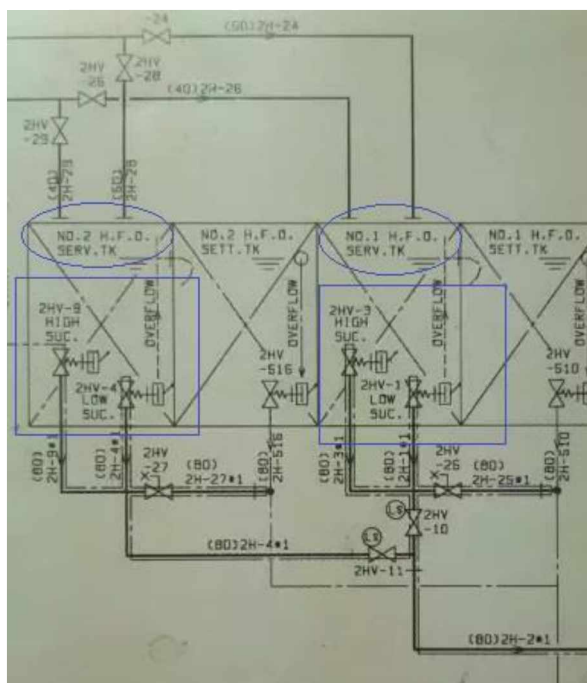 -24
(50)2H-24
2HV
-28
2HV
-26
(40)2H-26
2HV
-29
(40)
2H-29
(50)
2H-28
NO.2 H.F.O.
SERV.TK
NO.2 H.F.O.
SETT.TK
NO.1 H.F.O.
SERV.TK
NO.1 H.F.O.
SETT.TK
OVERFLOW
OVERFLOW
OVERFLOW
OVERFLOW
2HV-9
HIGH
SUC.
2HV-4
LOW
SUC.
2HV
-516
2HV-3
HIGH
SUC.
2HV-1
LOW
SUC.
2HV
-510
(80)
2H-9*1
(80)
2H-4*1
2HV
-27
(80)
2H-27*1
(80)
2H-516
(80)
2H-3*1
(80)
2H-1*1
2HV
-25
(80)
2H-25*1
(80)
2H-510
LS
2HV
-10
LS
(80)2H-4*1
2HV-11
(80)2H-2*1